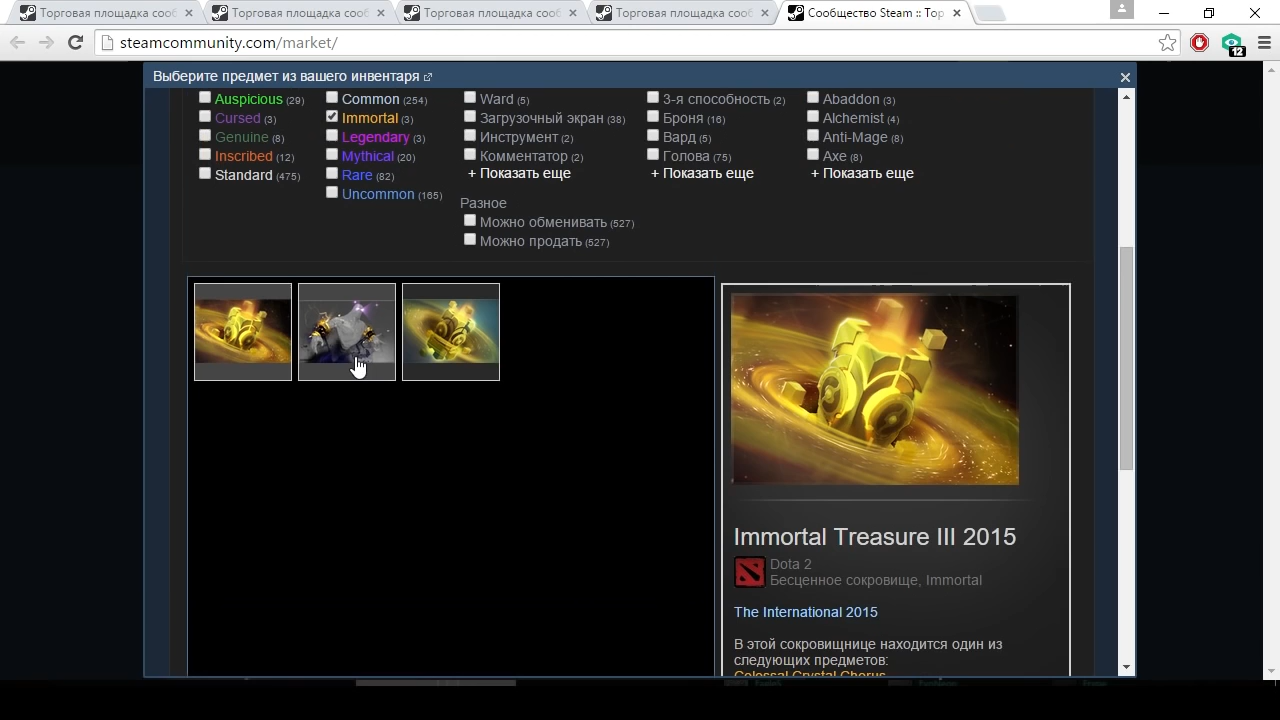 Торговая площадка сооб Торговая площадка сооб Торговая площадка сооб Торговая площадка сооб Сообщество Steam :: Тор
steamcommunity.com/market/
12
Выберите предмет из вашего инвентаря
Auspicious (29) Common (254) Ward (5) 3-я способность (2) Abaddon (3)
Cursed (3) Immortal (3) Загрузочный экран (38) Броня (16) Alchemist (4)
Genuine (8) Legendary (3) Инструмент (2) Вард (5) Anti-Mage (8)
Inscribed (12) Mythical (20) Комментатор (2) Голова (75) Axe (8)
Standard (475) Rare (82) + Показать еще + Показать еще + Показать еще
Uncommon (165)
Разное
Можно обменивать (527)
Можно продать (527)
Immortal Treasure III 2015
Dota 2
Бесценное сокровище, Immortal
The International 2015
В этой сокровищнице находится один из
следующих предметов:
Colossal Crystal Chorus